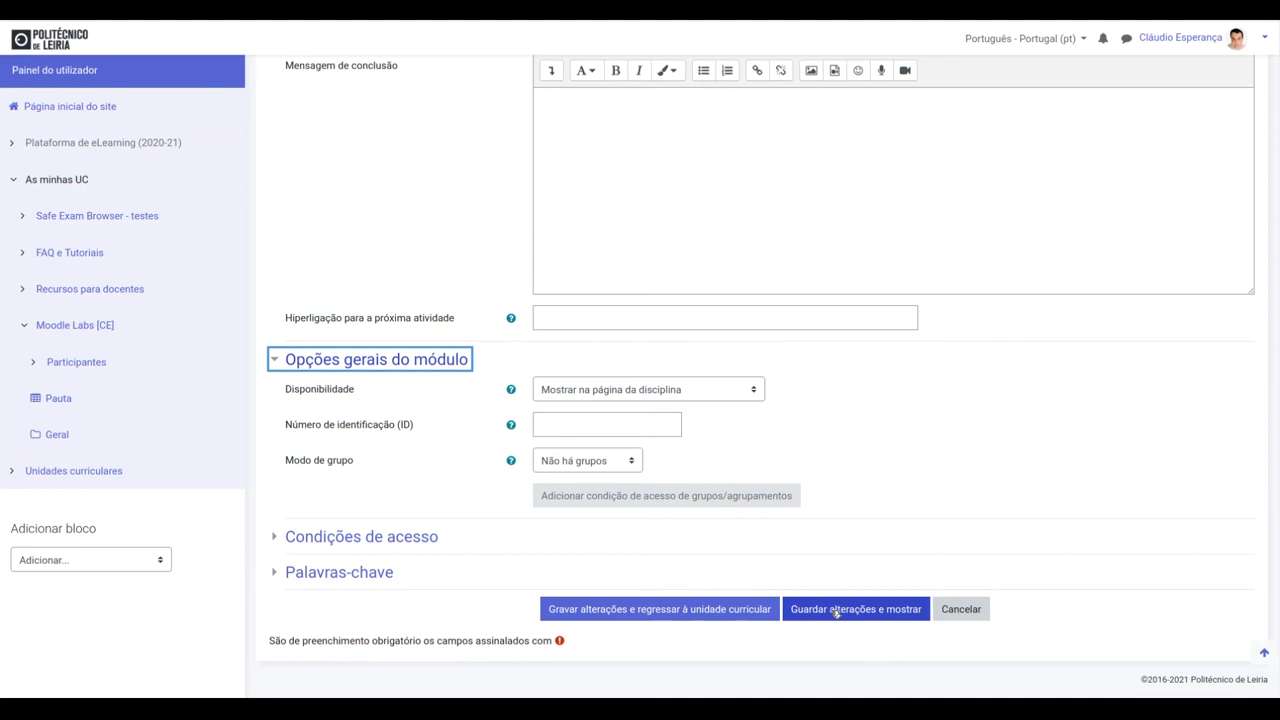 POLITÉCNICO
DE LEIRIA
Português - Portugal (pt)
Cláudio Esperança
Painel do utilizador
Página inicial do site
Plataforma de eLearning (2020-21)
As minhas UC
Safe Exam Browser - testes
FAQ e Tutoriais
Recursos para docentes
Moodle Labs [CE]
Participantes
Pauta
Geral
Unidades curriculares
Adicionar bloco
Adicionar...
Mensagem de conclusão
Hiperligação para a próxima atividade
Opções gerais do módulo
Disponibilidade
Mostrar na página da disciplina
Número de identificação (ID)
Modo de grupo
Não há grupos
Adicionar condição de acesso de grupos/agrupamentos
Condições de acesso
Palavras-chave
Gravar alterações e regressar à unidade curricular
Guardar alterações e mostrar
Cancelar
São de preenchimento obrigatório os campos assinalados com
©2016-2021 Politécnico de Leiria